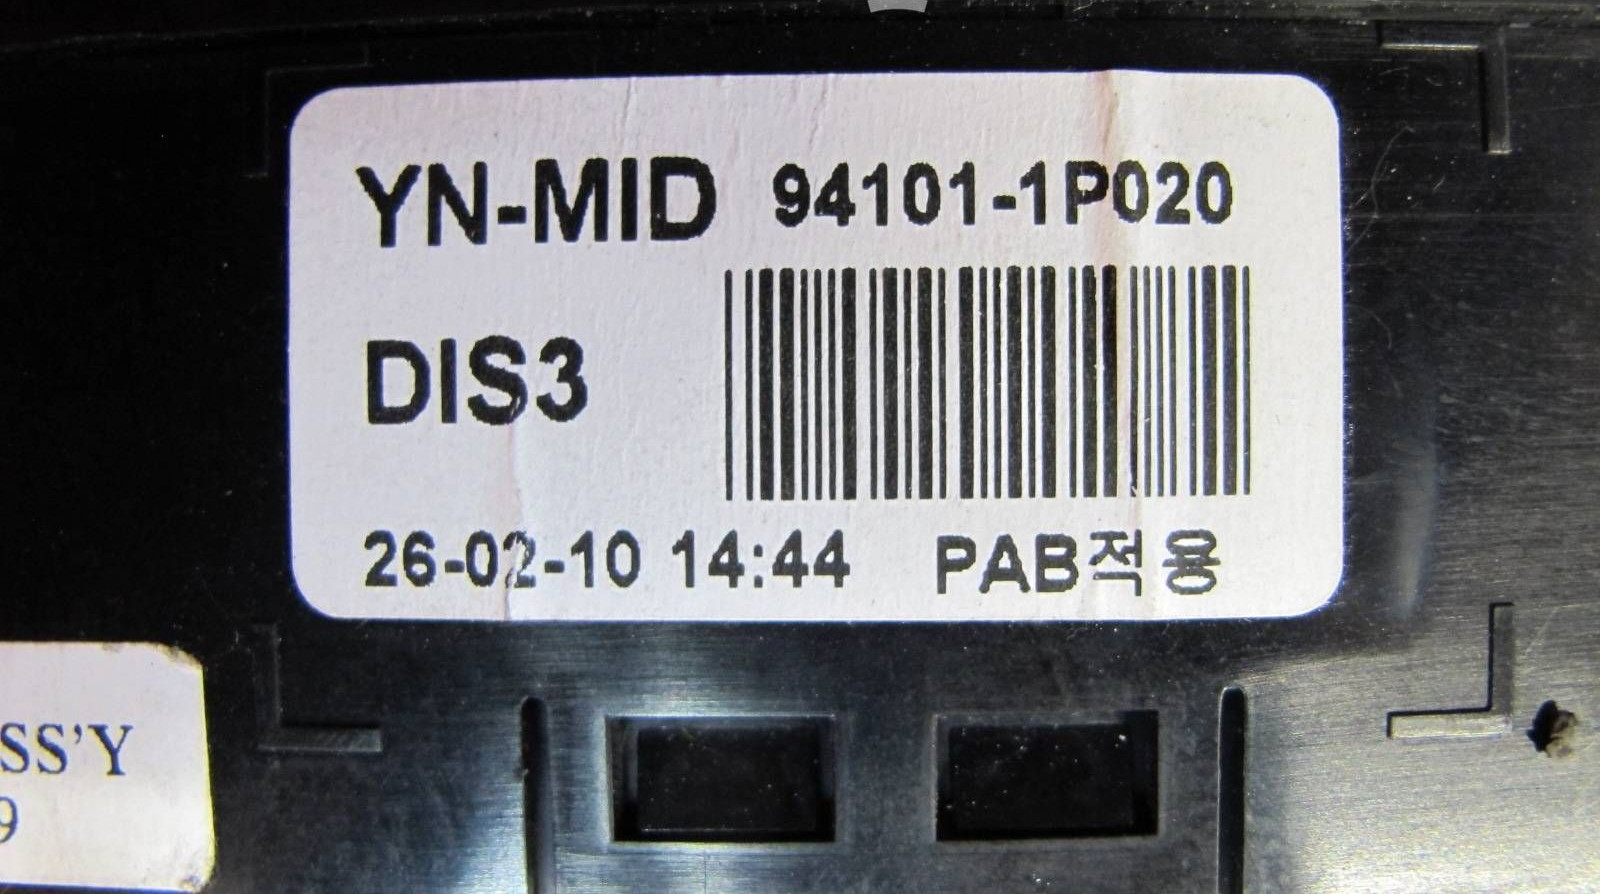 YN-MID 94101-1P020
DIS3
26-02-10 14:44 PAB적용
SS'Y
9